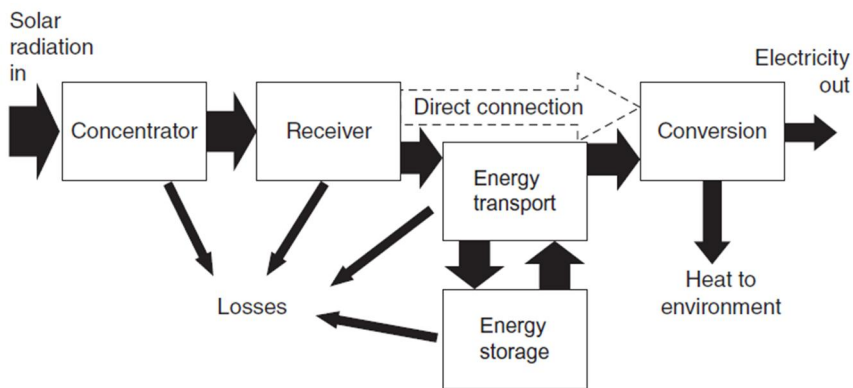 Solar
radiation
in
Concentrator
Receiver
Direct connection
Energy
transport
Conversion
Electricity
out
Losses
Energy
storage
Heat to
environment